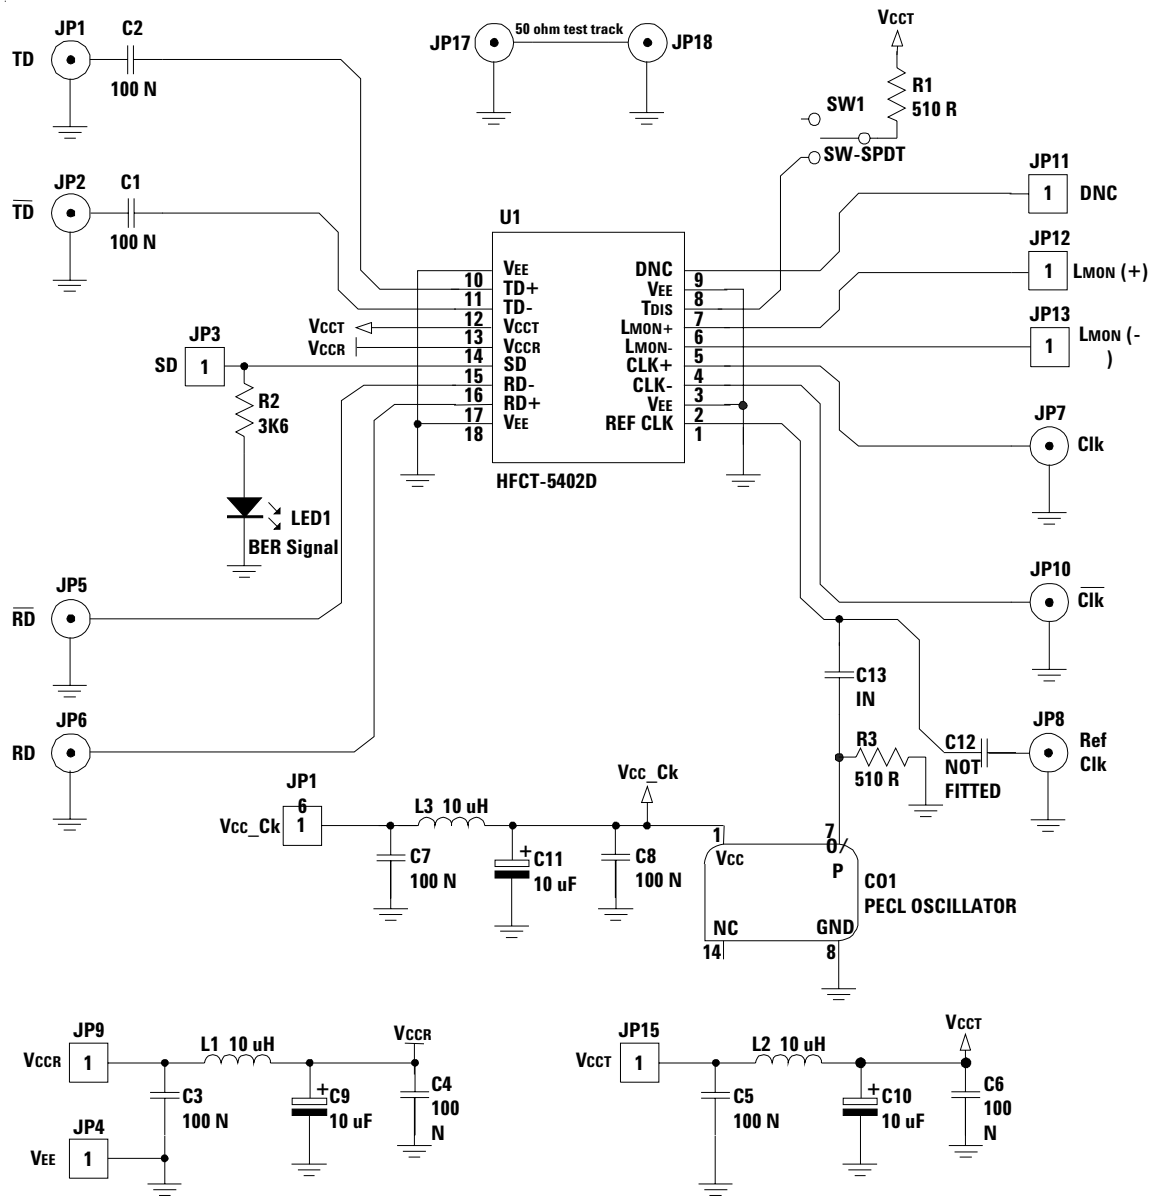 JP1 C2
TD
100 N
JP17 50 ohm test track JP18
VCCT
R1
510 R
SW1
SW-SPDT
JP2 C1
T̅D̅
100 N
JP11
1 DNC
JP12
1 LMON (+)
JP13
1 LMON (-
)
U1
VEE DNC
10 9
TD+ VEE
11 8
TD- TDIS
VCCT 12 VCCT 7 LMON+
VCCR 13 VCCR 6 LMON-
14 SD 5 CLK+
15 RD- 4 CLK-
16 RD+ 3 VEE
17 VEE 2 REF CLK
18 1
HFCT-5402D
JP3
SD 1
R2
3K6
LED1
BER Signal
JP7
Clk
JP10
C̅l̅k̅
JP5
R̅D̅
JP6
RD
C13
IN
R3
510 R
C12
NOT
FITTED
JP8
Ref
Clk
JP1
6
VCC_Ck 1
L3 10 uH
VCC_Ck
C7
100 N
C11
+
10 uF
C8
100 N
1 7
VCC O/
P
CO1
PECL OSCILLATOR
NC GND
14 8
JP9
VCCR 1
L1 10 uH
VCCR
C3
100 N
+
C9
10 uF
C4
100
N
JP4
VEE 1
JP15
VCCT 1
L2 10 uH
VCCT
C5
100 N
+
C10
10 uF
C6
100
N